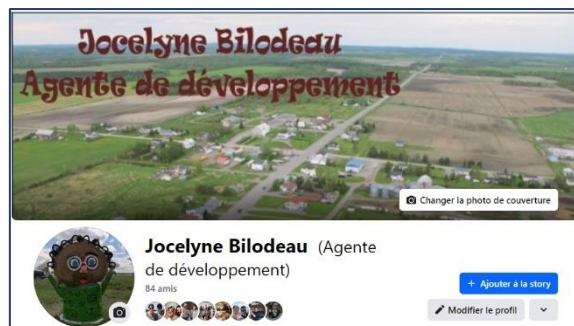 Jocelyne Bilodeau
Agente de développement
Changer la photo de couverture
Jocelyne Bilodeau (Agente
de développement)
84 amis
+ Ajouter à la story
Modifier le profil